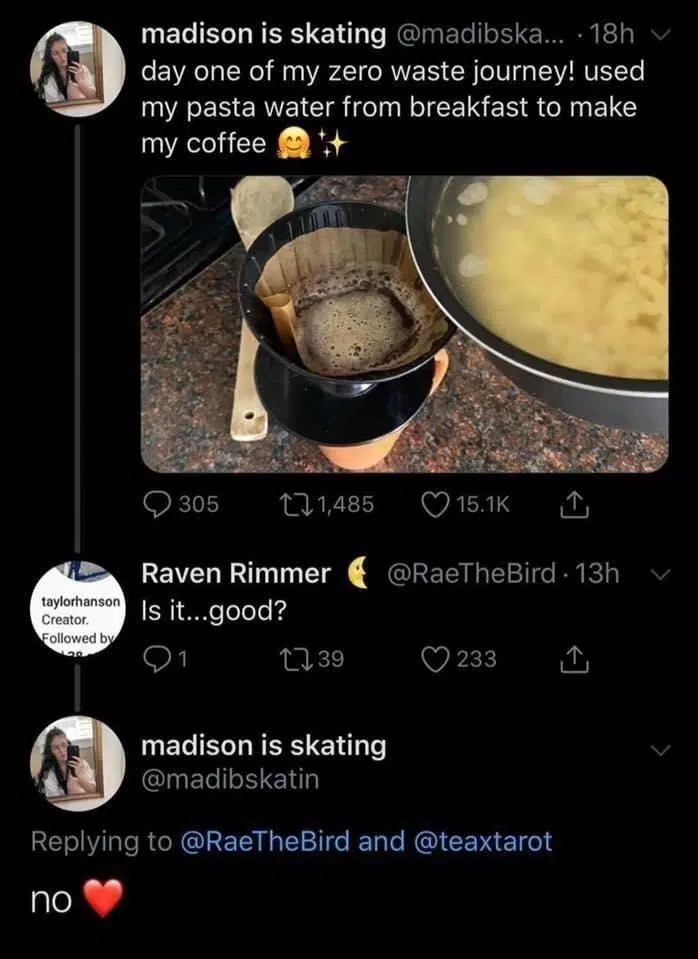 madison is skating @madibska... · 18h
day one of my zero waste journey! used
my pasta water from breakfast to make
my coffee 🤗✨
305 1,485 15.1K
Raven Rimmer 🌜 @RaeTheBird · 13h
taylorhanson
Creator.
Followed by
Is it...good?
1 39 233
madison is skating
@madibskatin
Replying to @RaeTheBird and @teaxtarot
no ❤️